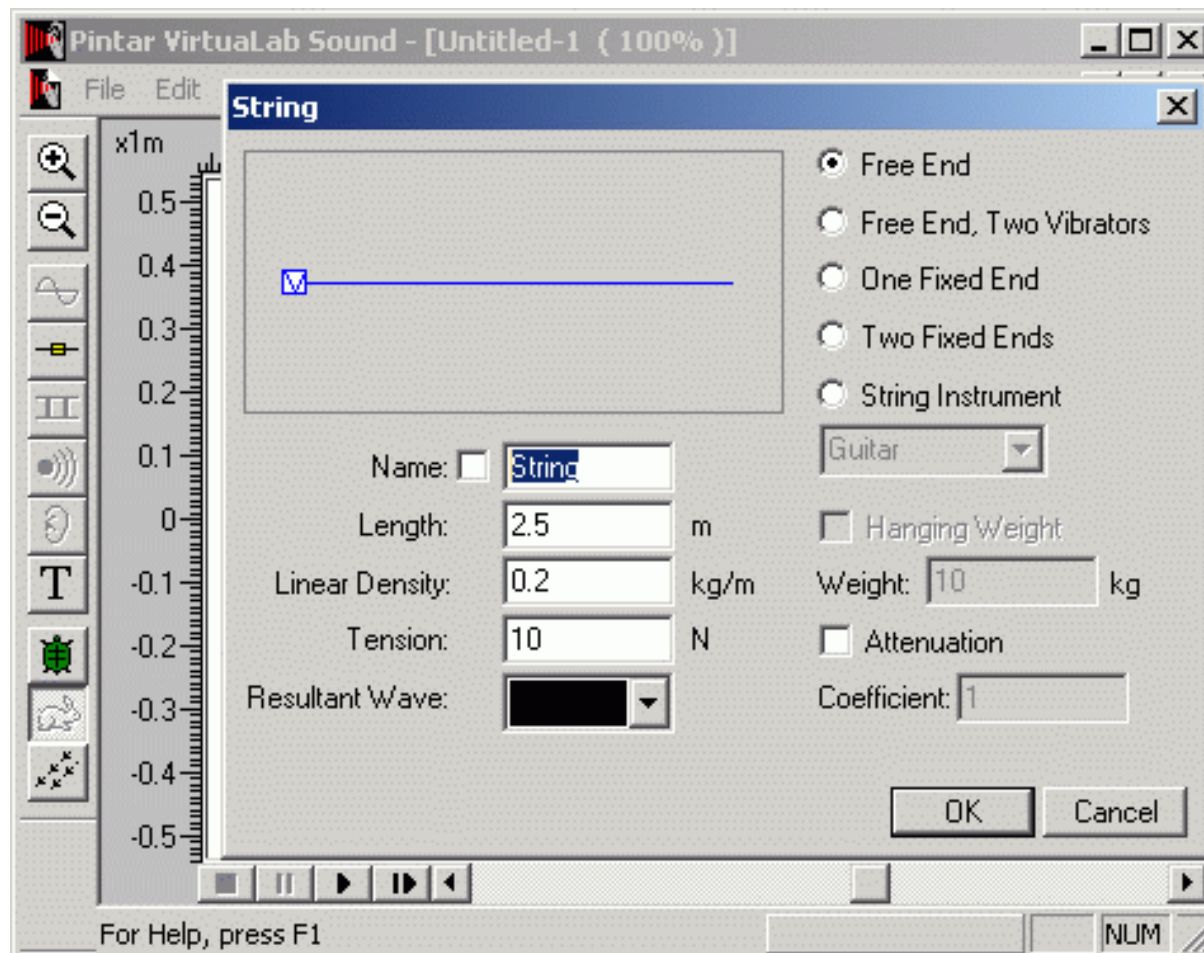 Pintar VirtuaLab Sound - [Untitled-1 ( 100% )]
File Edit
String
x1m
0.5
0.4
0.3
0.2
0.1
0
-0.1
-0.2
-0.3
-0.4
-0.5
T
V
Free End
Free End, Two Vibrators
One Fixed End
Two Fixed Ends
String Instrument
Guitar
Name: String
Length: 2.5 m
Hanging Weight
Linear Density: 0.2 kg/m
Weight: 10 kg
Tension: 10 N
Attenuation
Resultant Wave:
Coefficient: 1
OK Cancel
For Help, press F1
NUM